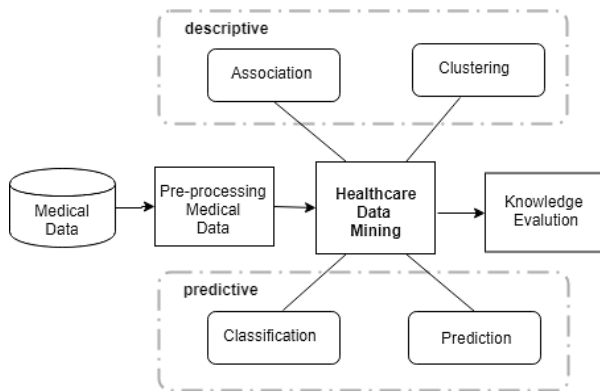 descriptive
Association
Clustering
Medical
Data
Pre-processing
Medical
Data
Healthcare
Data
Mining
Knowledge
Evalution
predictive
Classification
Prediction